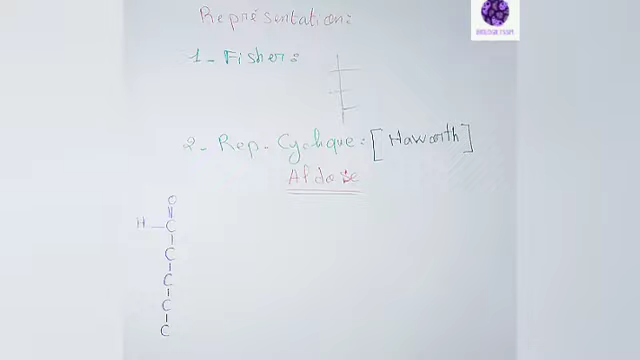 Représentation:
1- Fisher:
2- Rep. Cyclique: [Haworth]
Aldose
O
H - C
C
C
C
C